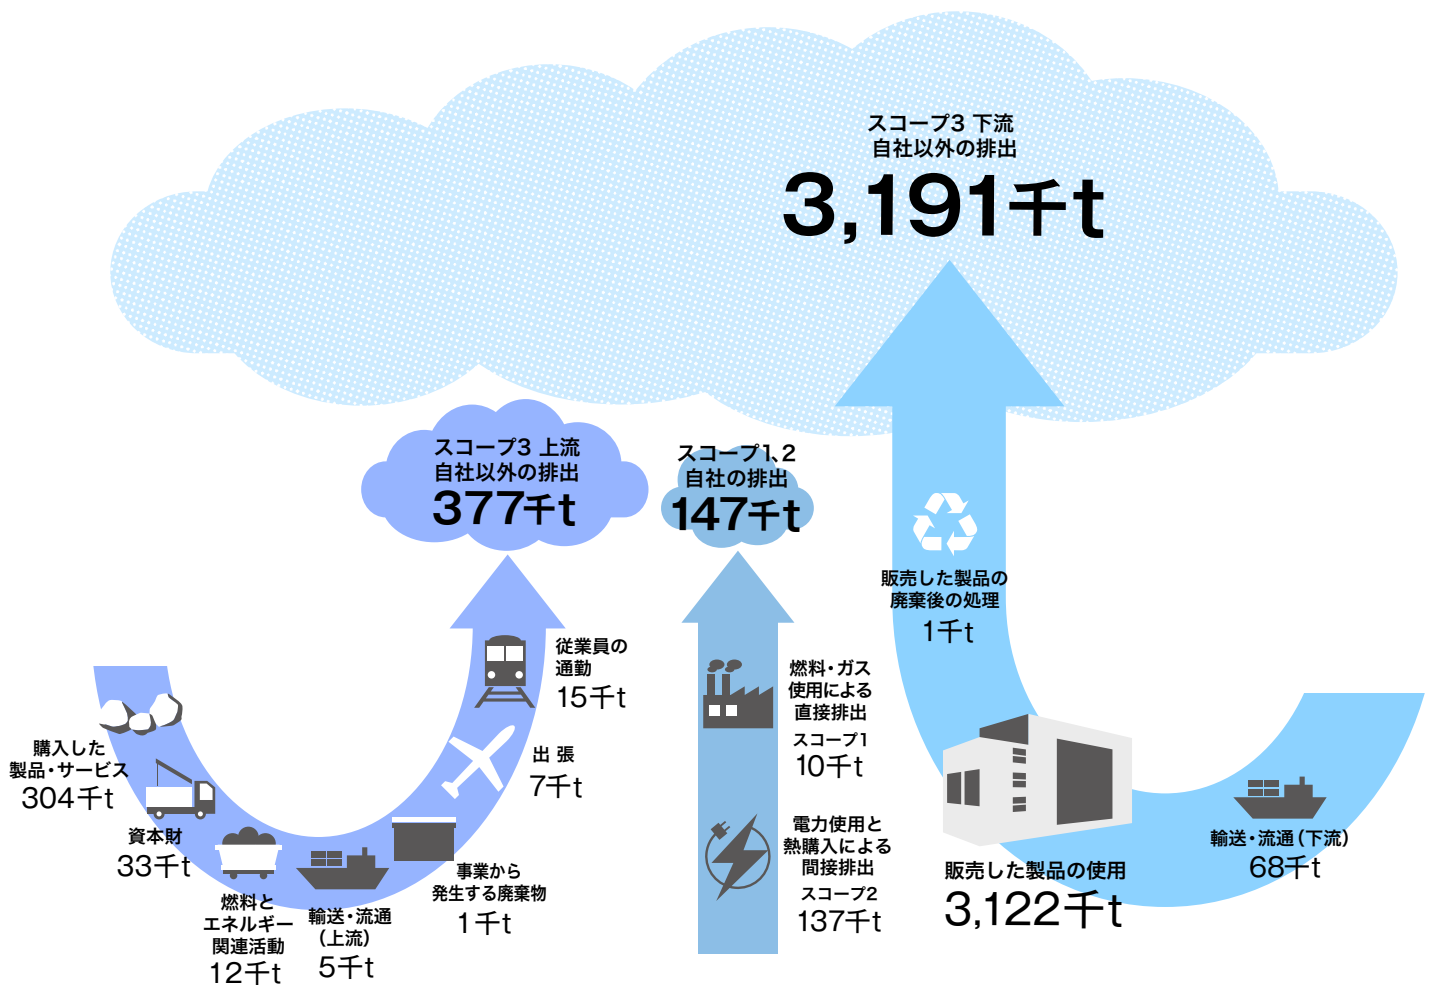 スコープ3 下流
自社以外の排出
3,191千t
スコープ3 上流
自社以外の排出
377千t
スコープ1、2
自社の排出
147千t
購入した
製品・サービス
304千t
資本財
33千t
燃料と
エネルギー
関連活動
12千t
輸送・流通
（上流）
5千t
事業から
発生する廃棄物
1千t
出 張
7千t
従業員の
通勤
15千t
燃料・ガス
使用による
直接排出
スコープ1
10千t
電力使用と
熱購入による
間接排出
スコープ2
137千t
販売した製品の
廃棄後の処理
1千t
販売した製品の使用
3,122千t
輸送・流通（下流）
68千t